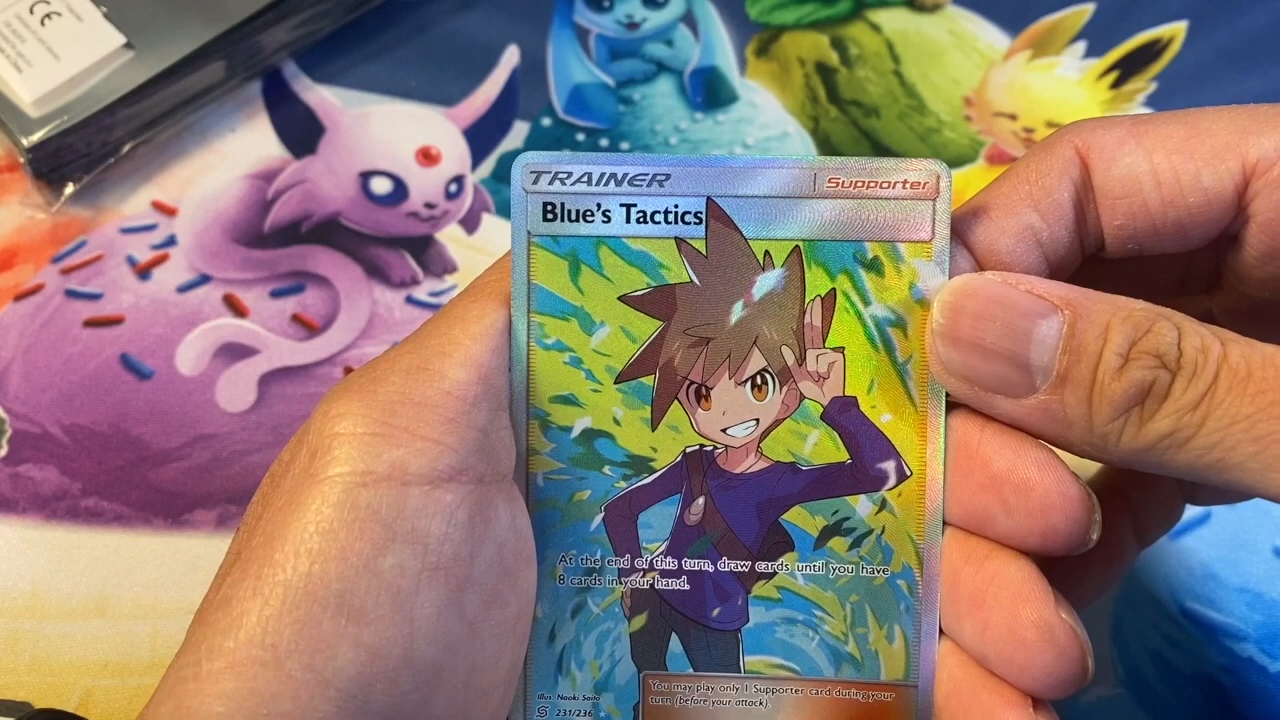 CE
TRAINER
Supporter
Blue's Tactics
At the end of this turn, draw cards until you have
8 cards in your hand.
Illus. Naoki Saito
231/236
You may play only 1 Supporter card during your
turn (before your attack).